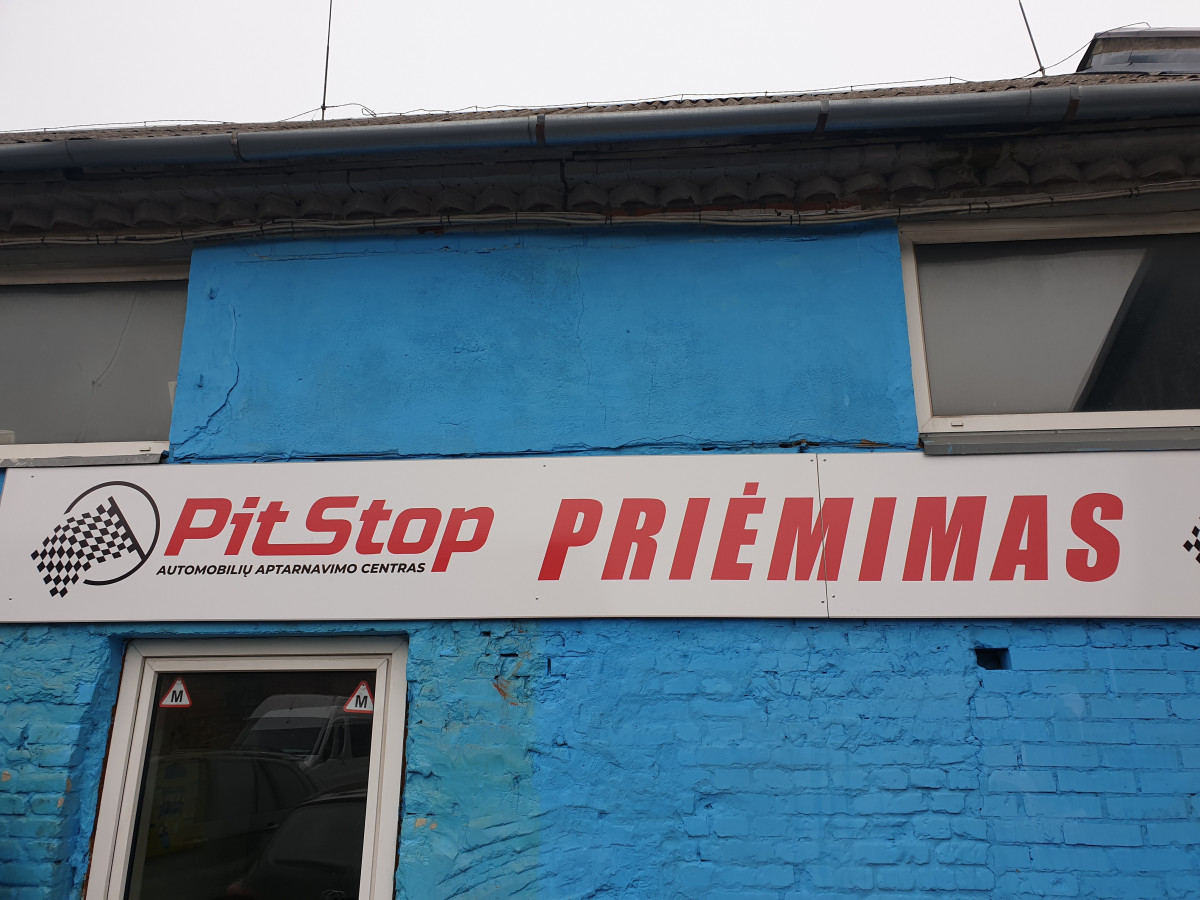 PitStop PRIĖMIMAS
AUTOMOBILIŲ APTARNAVIMO CENTRAS
M M